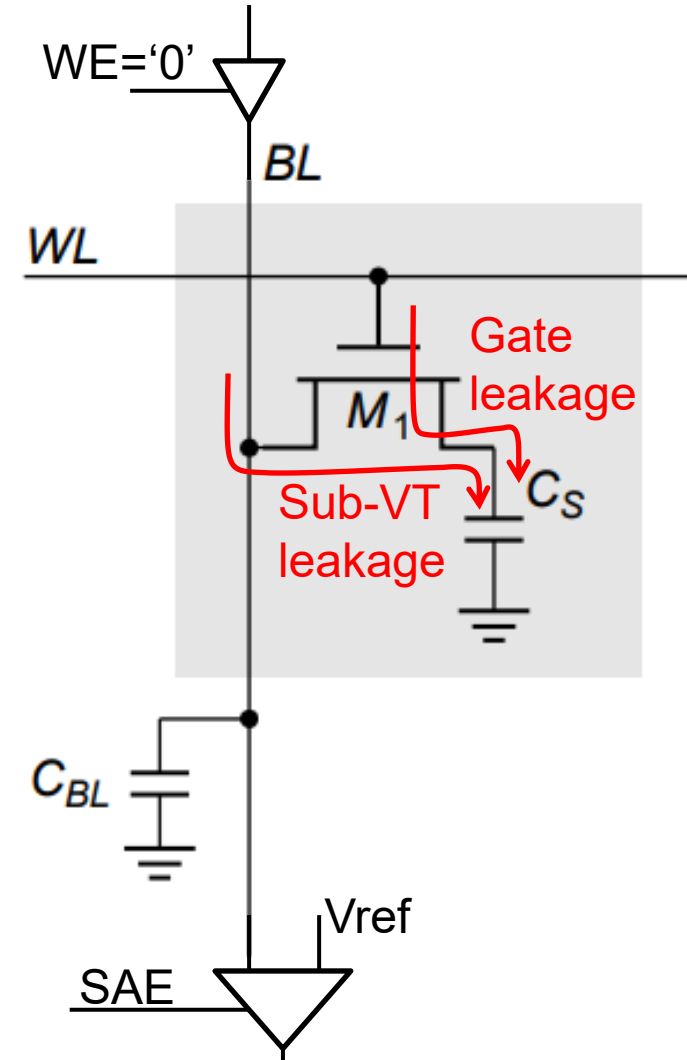 WE=‘0’
BL
WL
Gate
leakage
M1
CS
Sub-VT
leakage
CBL
Vref
SAE